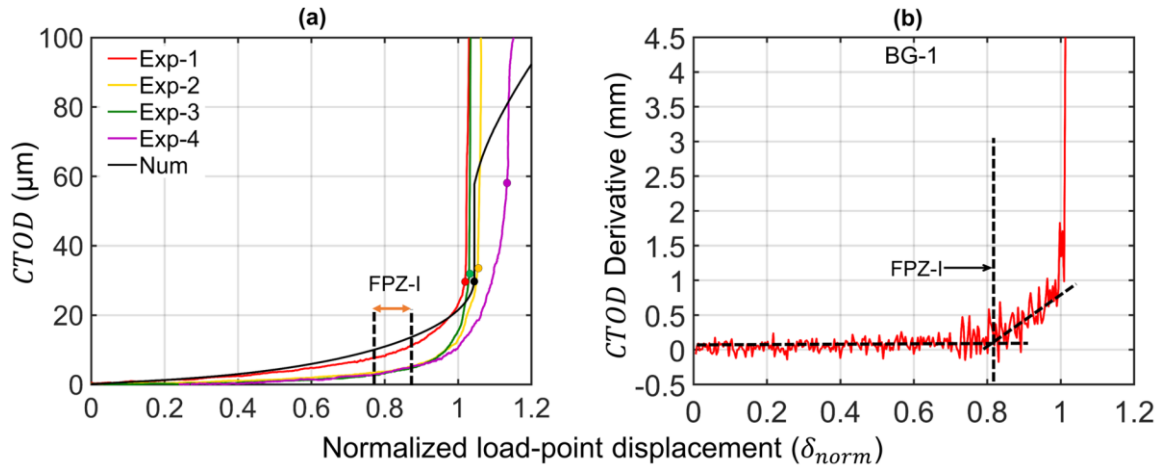 (a)
CTOD (μm)
100
80
60
40
20
0
Exp-1
Exp-2
Exp-3
Exp-4
Num
FPZ-I
0 0.2 0.4 0.6 0.8 1 1.2
(b)
CTOD Derivative (mm)
4.5
4
3.5
3
2.5
2
1.5
1
0.5
0
-0.5
BG-1
FPZ-I
0 0.2 0.4 0.6 0.8 1 1.2
Normalized load-point displacement (δnorm)